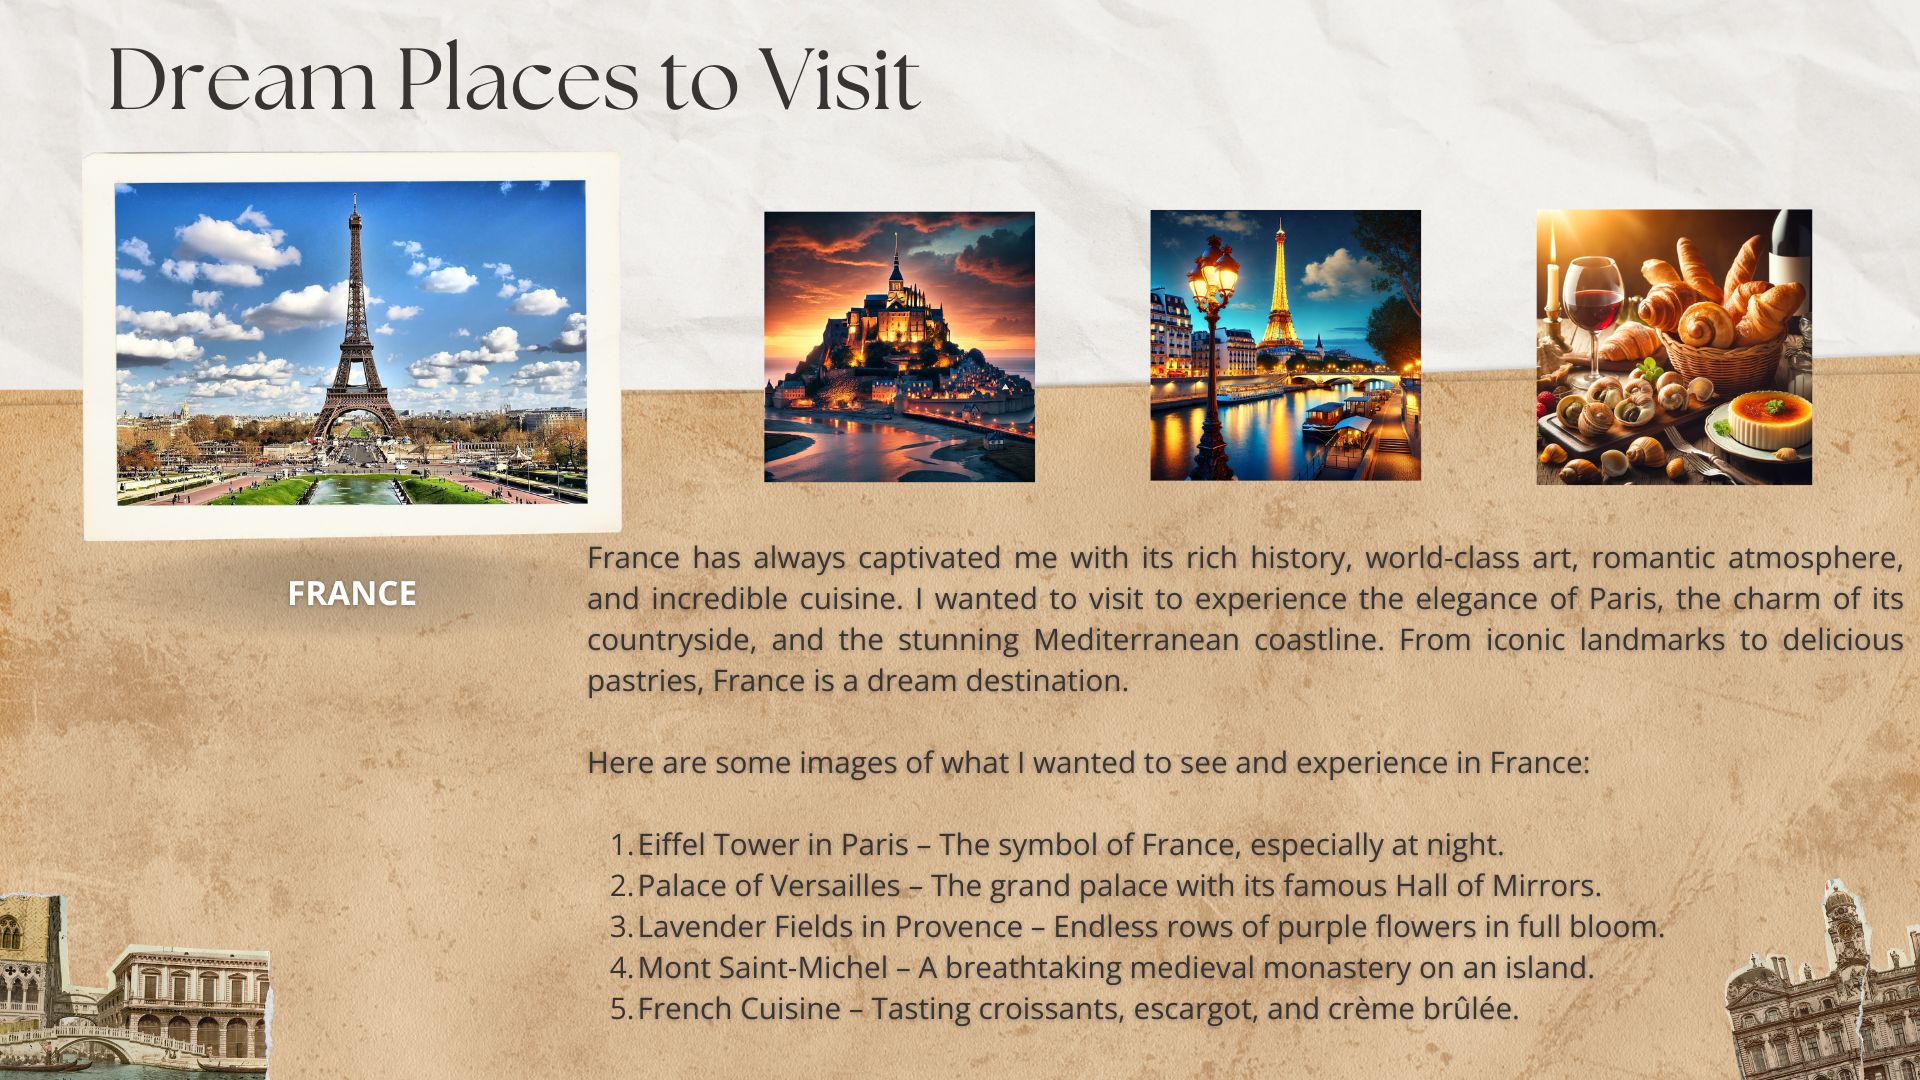 Dream Places to Visit
FRANCE
France has always captivated me with its rich history, world-class art, romantic atmosphere,
and incredible cuisine. I wanted to visit to experience the elegance of Paris, the charm of its
countryside, and the stunning Mediterranean coastline. From iconic landmarks to delicious
pastries, France is a dream destination.
Here are some images of what I wanted to see and experience in France:
1. Eiffel Tower in Paris – The symbol of France, especially at night.
2. Palace of Versailles – The grand palace with its famous Hall of Mirrors.
3. Lavender Fields in Provence – Endless rows of purple flowers in full bloom.
4. Mont Saint-Michel – A breathtaking medieval monastery on an island.
5. French Cuisine – Tasting croissants, escargot, and crème brûlée.